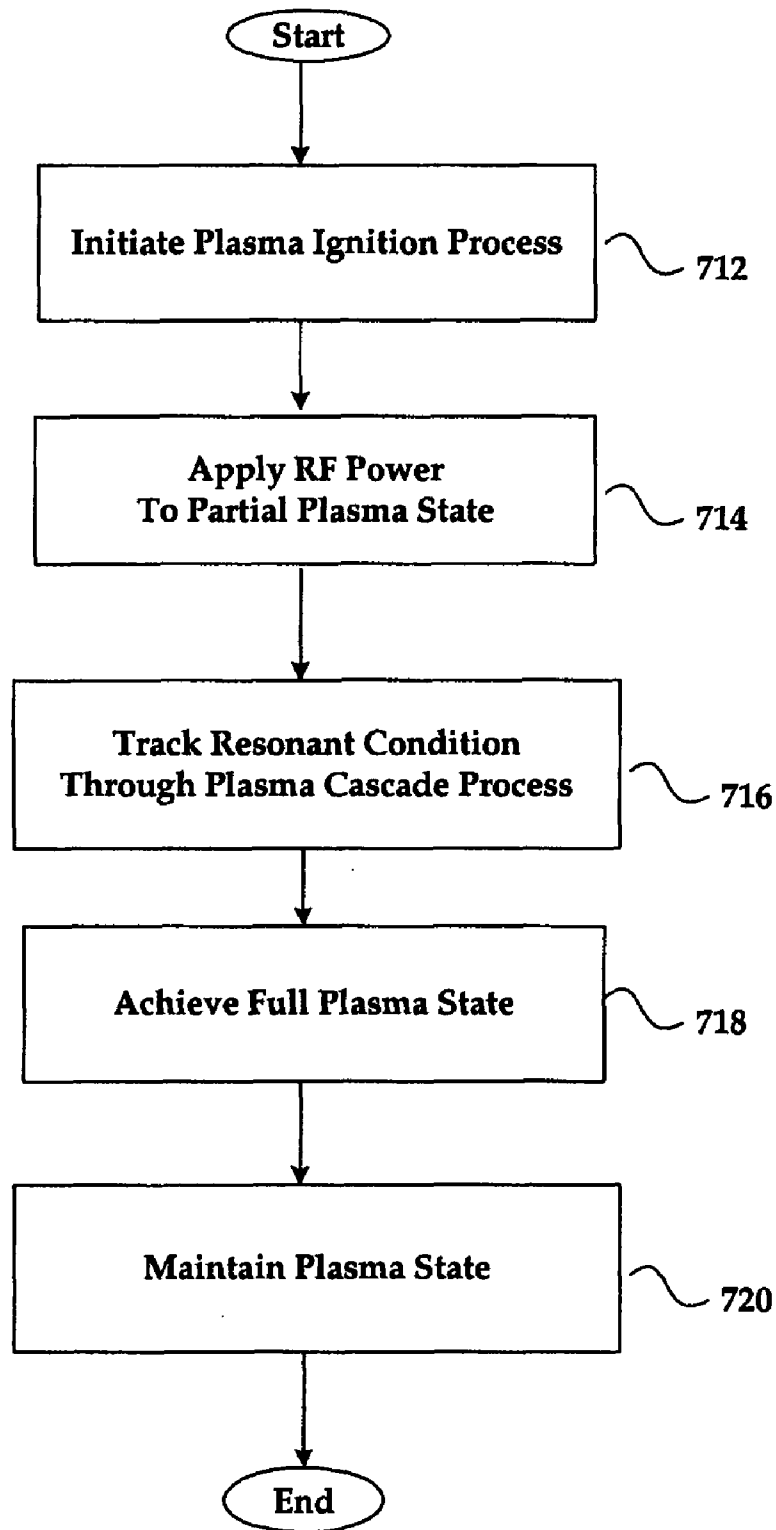 Start
Initiate Plasma Ignition Process
712
Apply RF Power
To Partial Plasma State
714
Track Resonant Condition
Through Plasma Cascade Process
716
Achieve Full Plasma State
718
Maintain Plasma State
720
End